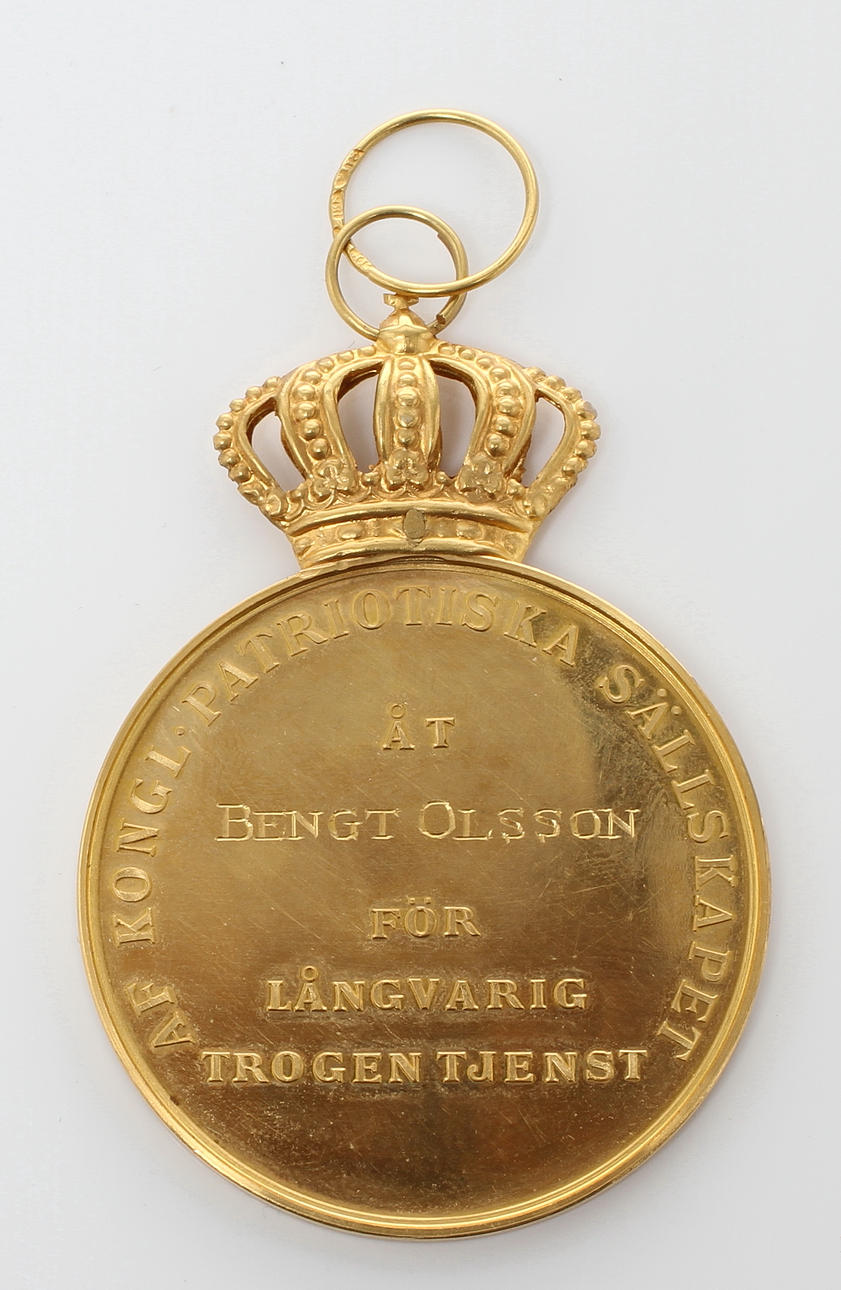 AF KONGL. PATRIOTISKA SÄLLSKAPET
ÅT
BENGT OLSSON
FÖR
LÅNGVARIG
TROGEN TJENST